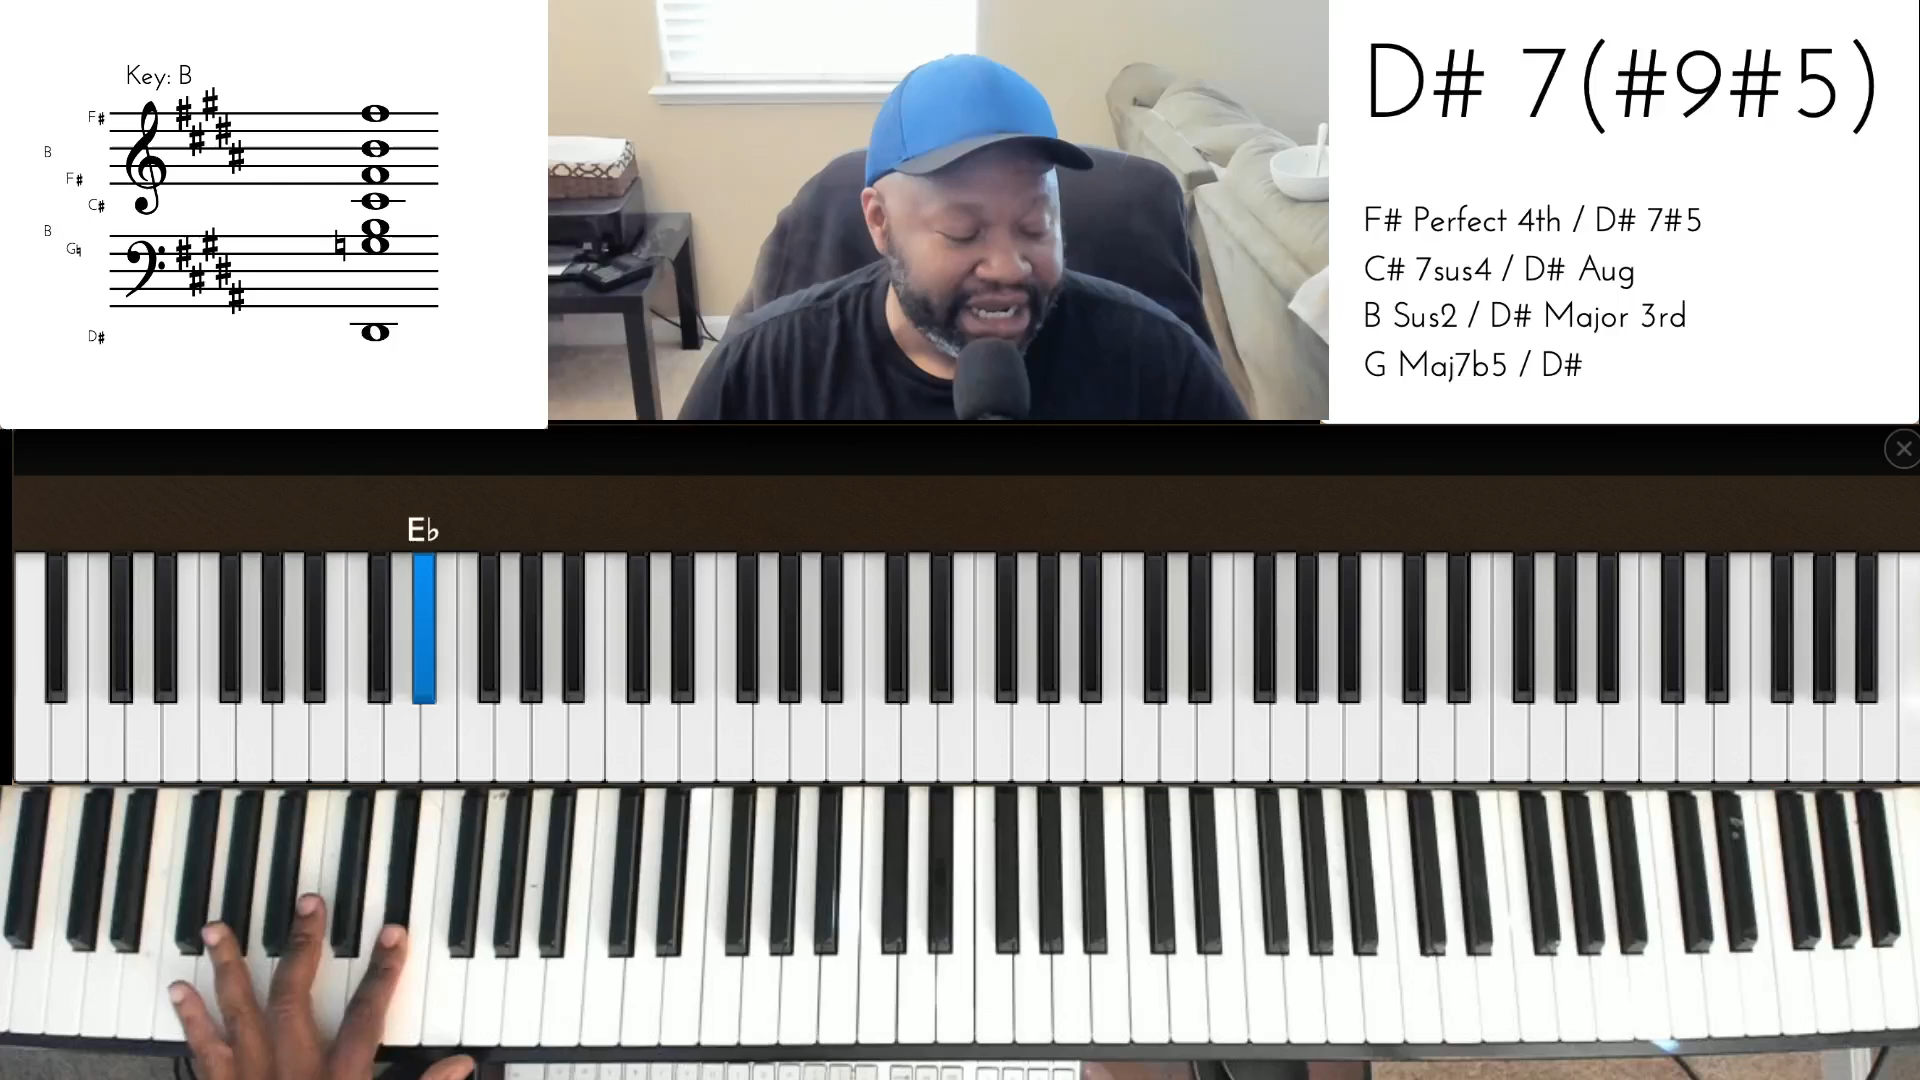 Key: B
F#
B
F#
C#
B
G♮
D#
D# 7(#9#5)
F# Perfect 4th / D# 7#5
C# 7sus4 / D# Aug
B Sus2 / D# Major 3rd
G Maj7b5 / D#
E♭